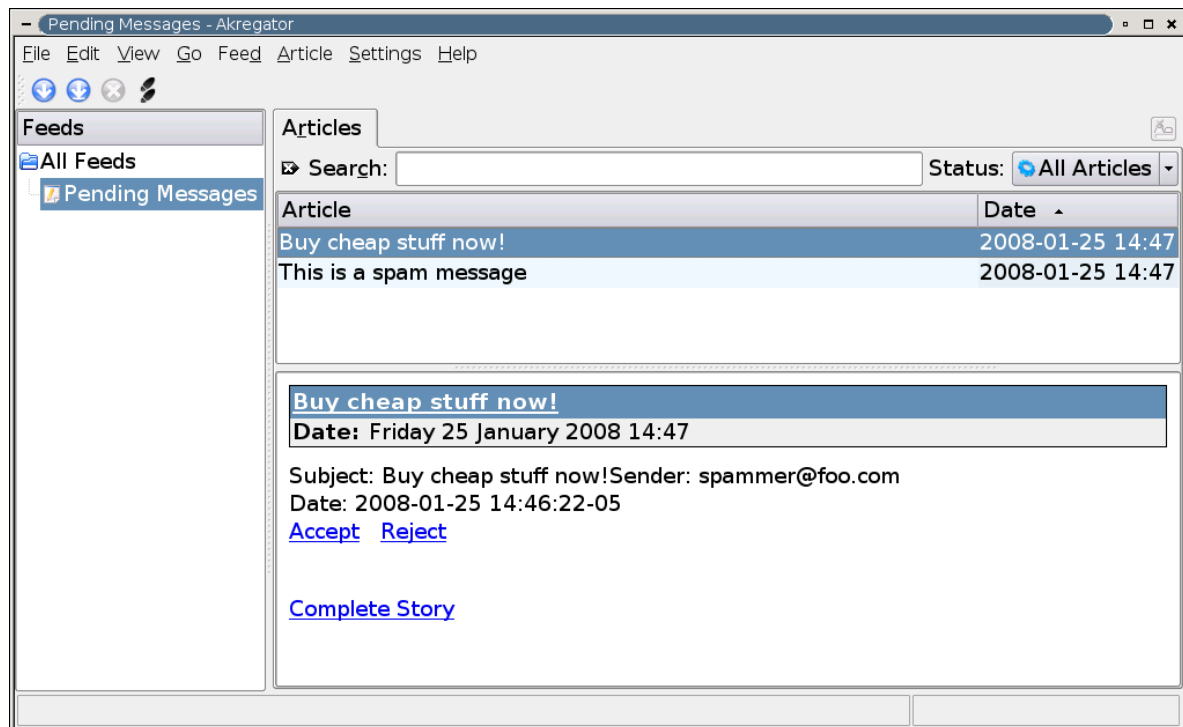 Pending Messages - Akregator
File Edit View Go Feed Article Settings Help
Feeds
All Feeds
Pending Messages
Articles
Search: Status: All Articles
Article Date
Buy cheap stuff now! 2008-01-25 14:47
This is a spam message 2008-01-25 14:47
Buy cheap stuff now!
Date: Friday 25 January 2008 14:47
Subject: Buy cheap stuff now!Sender: spammer@foo.com
Date: 2008-01-25 14:46:22-05
Accept Reject
Complete Story